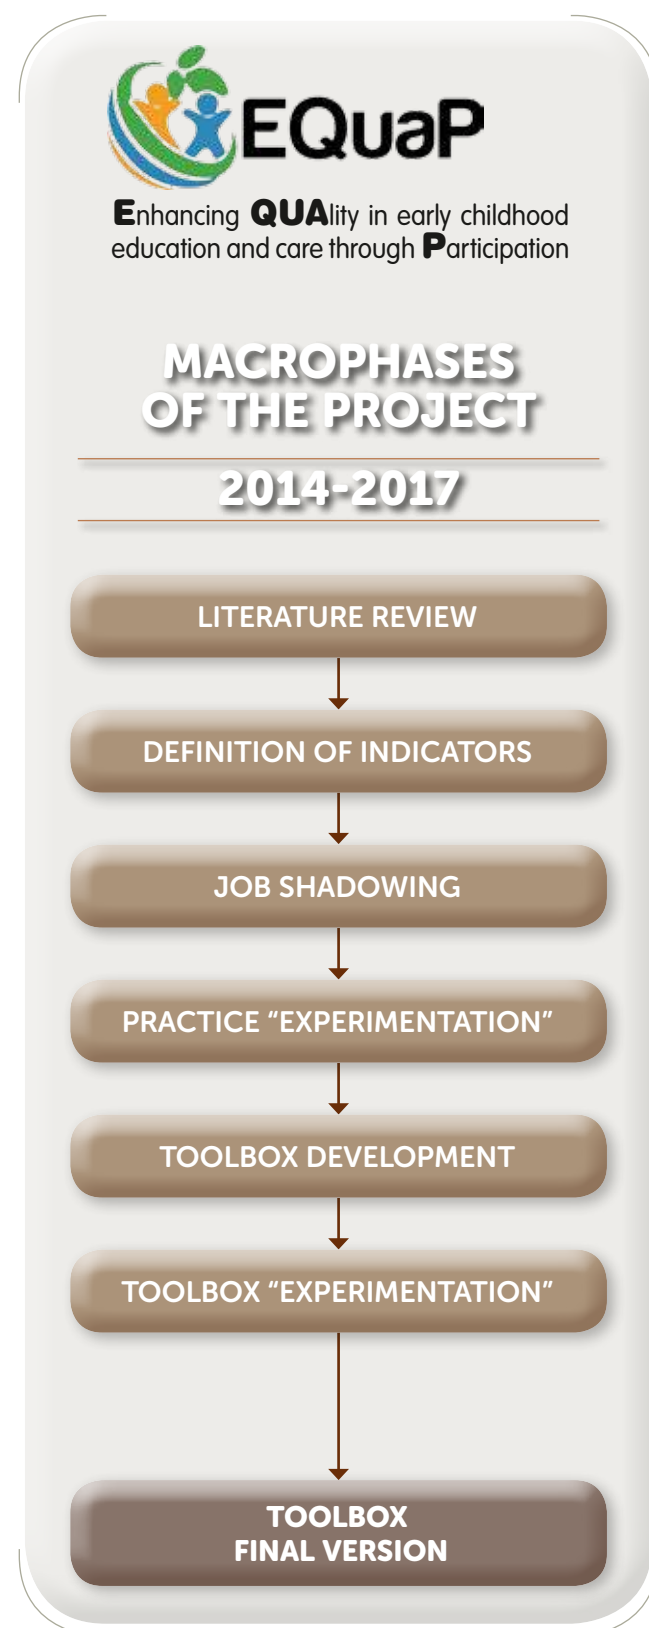 EQuaP
Enhancing QUAlity in early childhood
education and care through Participation
MACROPHASES
OF THE PROJECT
2014-2017
LITERATURE REVIEW
DEFINITION OF INDICATORS
JOB SHADOWING
PRACTICE “EXPERIMENTATION”
TOOLBOX DEVELOPMENT
TOOLBOX “EXPERIMENTATION”
TOOLBOX
FINAL VERSION